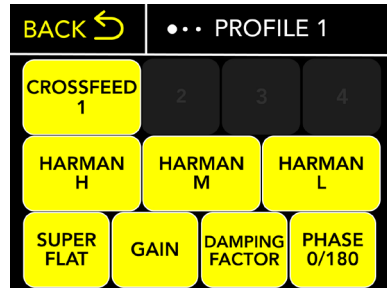 BACK PROFILE 1
CROSSFEED 2 3 4
1
HARMAN HARMAN HARMAN
H M L
SUPER GAIN DAMPING PHASE
FLAT FACTOR 0/180